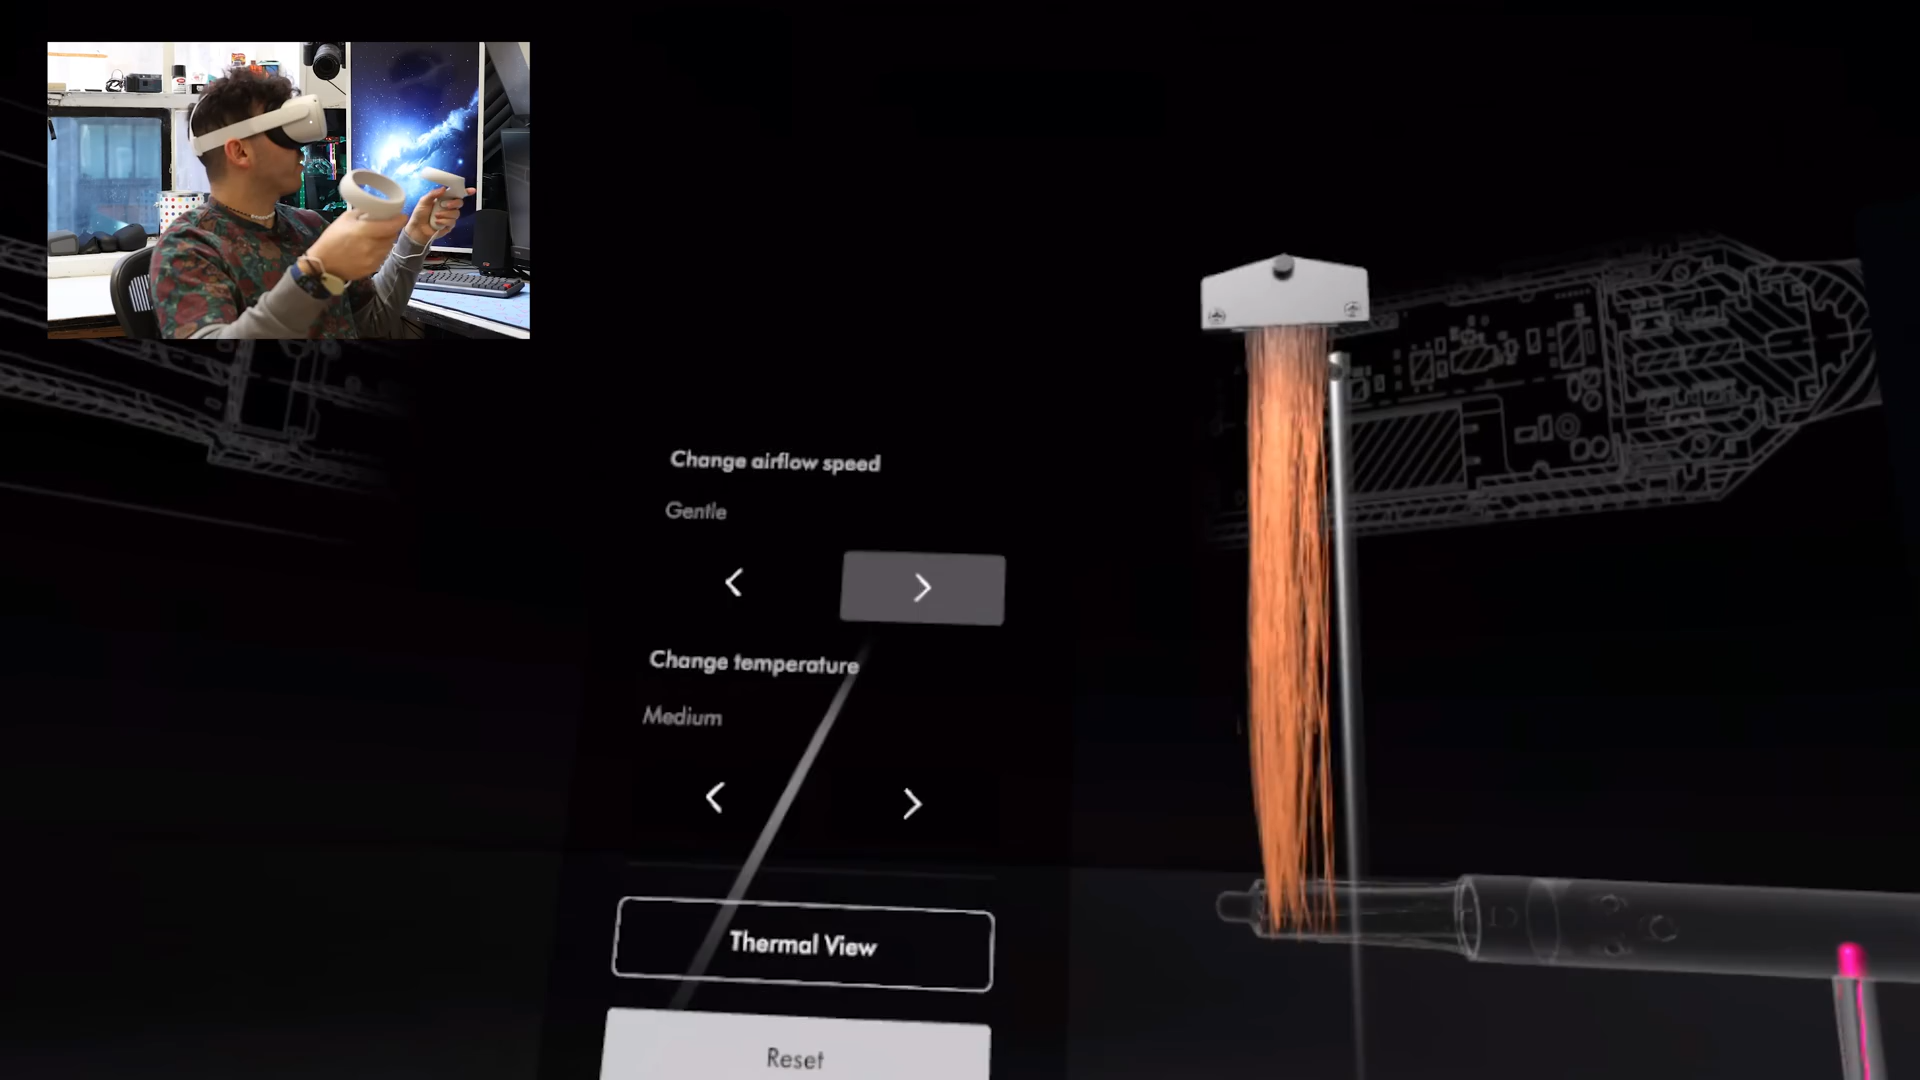 Change airflow speed
Gentle
Change temperature
Medium
Thermal View
Reset